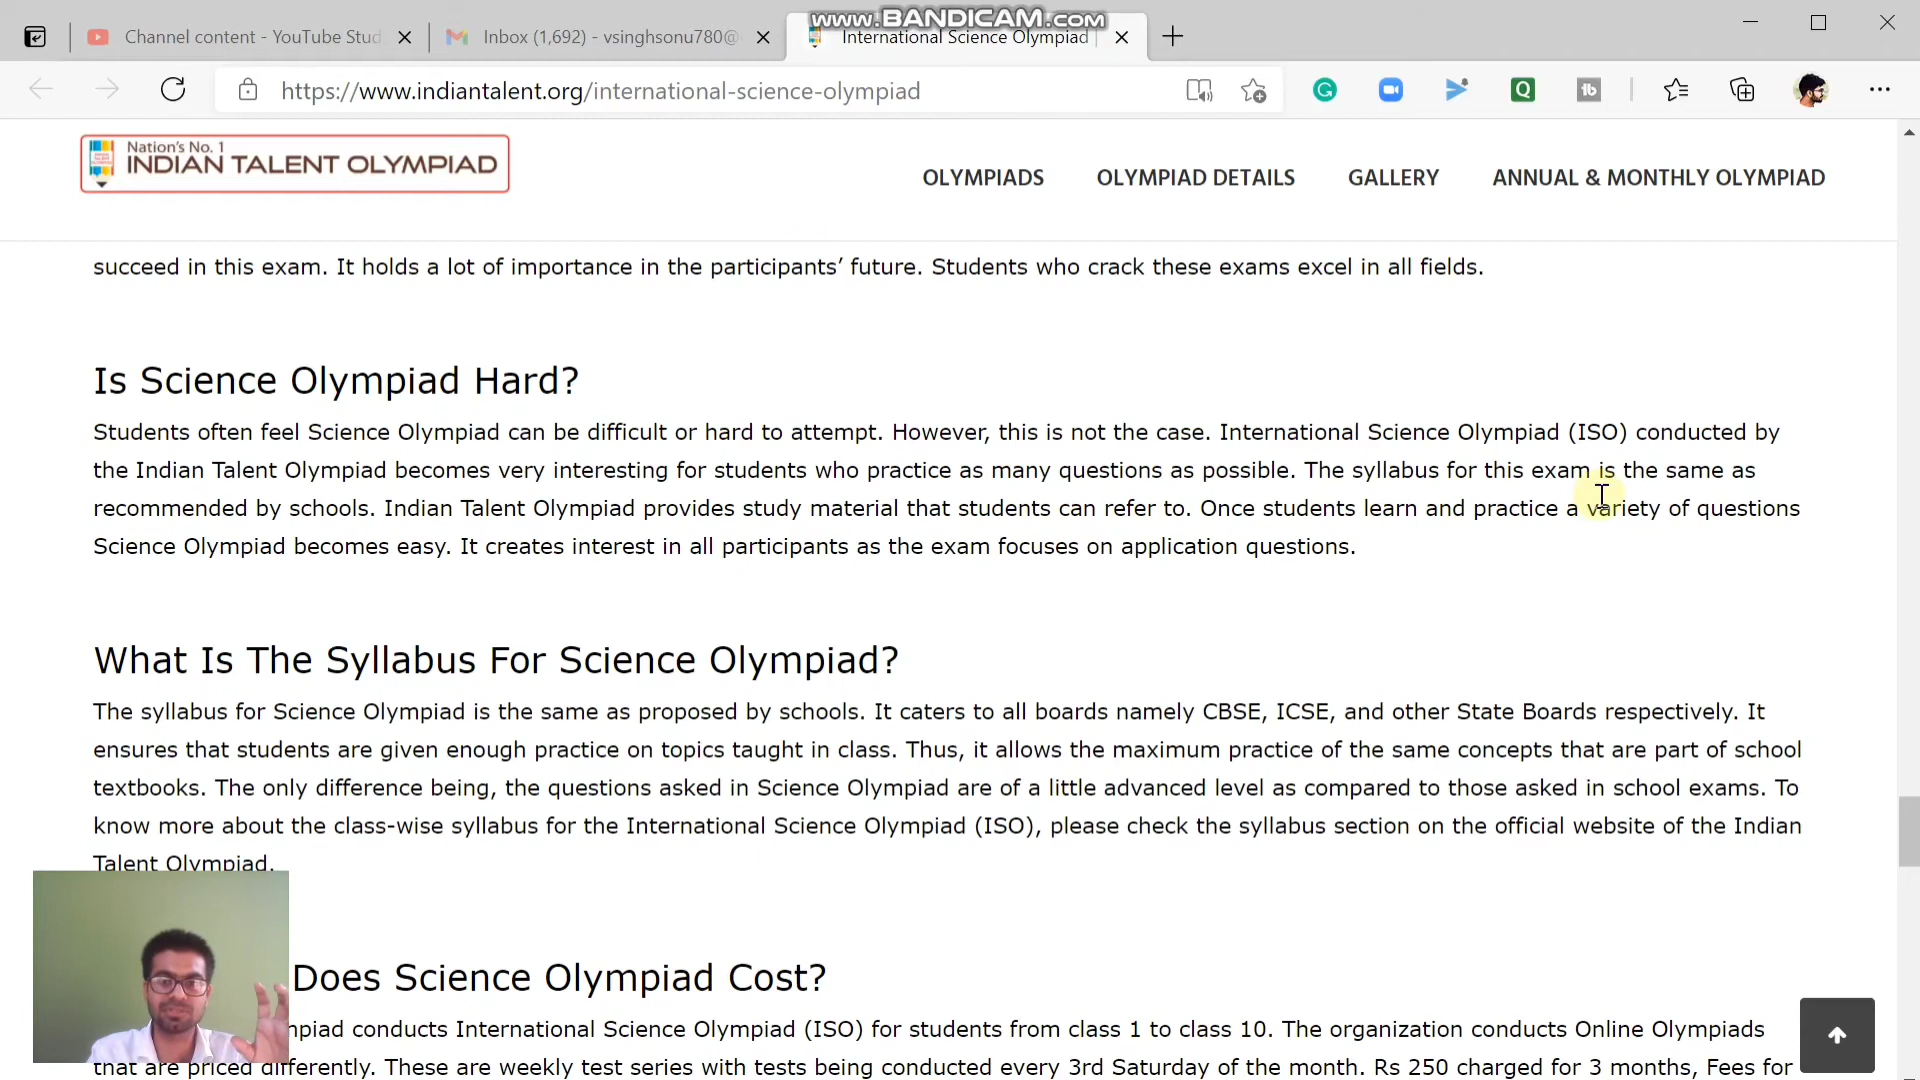 www.BANDICAM.com
Channel content - YouTube Stud
Inbox (1,692) - vsinghsonu780@
International Science Olympiad
https://www.indiantalent.org/international-science-olympiad
Nation's No. 1
INDIAN TALENT OLYMPIAD
OLYMPIADS
OLYMPIAD DETAILS
GALLERY
ANNUAL & MONTHLY OLYMPIAD
succeed in this exam. It holds a lot of importance in the participants’ future. Students who crack these exams excel in all fields.
Is Science Olympiad Hard?
Students often feel Science Olympiad can be difficult or hard to attempt. However, this is not the case. International Science Olympiad (ISO) conducted by
the Indian Talent Olympiad becomes very interesting for students who practice as many questions as possible. The syllabus for this exam is the same as
recommended by schools. Indian Talent Olympiad provides study material that students can refer to. Once students learn and practice a variety of questions
Science Olympiad becomes easy. It creates interest in all participants as the exam focuses on application questions.
What Is The Syllabus For Science Olympiad?
The syllabus for Science Olympiad is the same as proposed by schools. It caters to all boards namely CBSE, ICSE, and other State Boards respectively. It
ensures that students are given enough practice on topics taught in class. Thus, it allows the maximum practice of the same concepts that are part of school
textbooks. The only difference being, the questions asked in Science Olympiad are of a little advanced level as compared to those asked in school exams. To
know more about the class-wise syllabus for the International Science Olympiad (ISO), please check the syllabus section on the official website of the Indian
Talent Olympiad.
Does Science Olympiad Cost?
mpiad conducts International Science Olympiad (ISO) for students from class 1 to class 10. The organization conducts Online Olympiads
that are priced differently. These are weekly test series with tests being conducted every 3rd Saturday of the month. Rs 250 charged for 3 months, Fees for